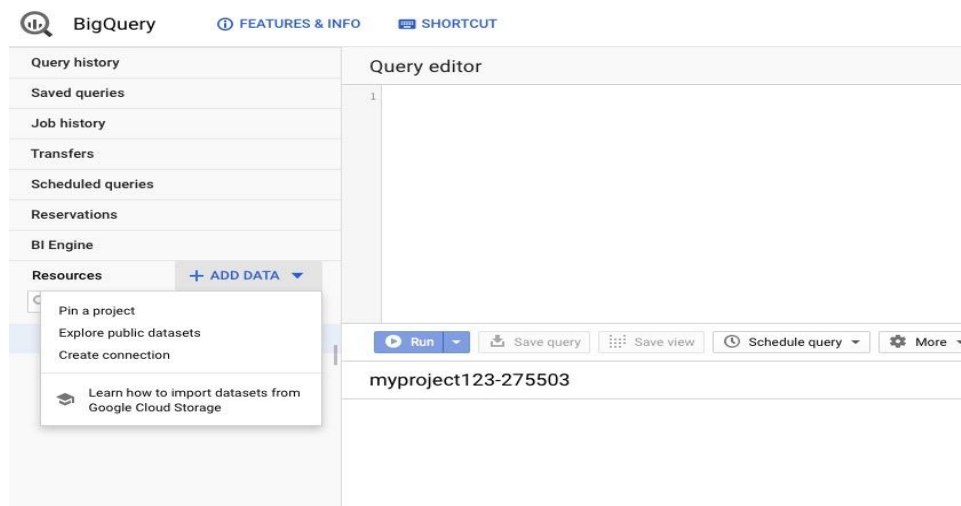 BigQuery FEATURES & INFO SHORTCUT
Query history
Saved queries
Job history
Transfers
Scheduled queries
Reservations
BI Engine
Resources + ADD DATA
Pin a project
Explore public datasets
Create connection
Learn how to import datasets from
Google Cloud Storage
Query editor
1
Run Save query Save view Schedule query More
myproject123-275503